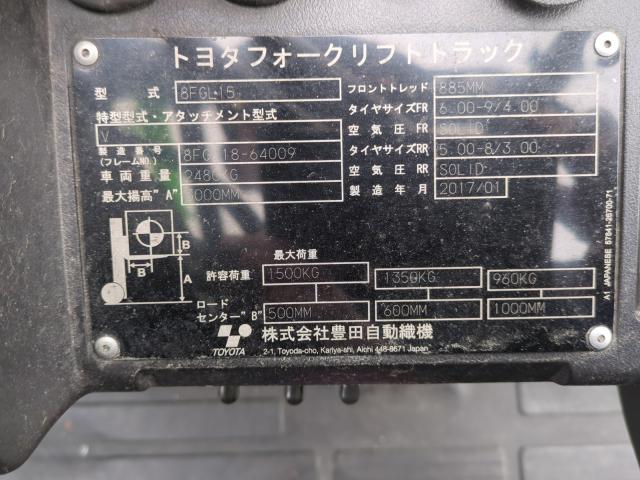 トヨタフォークリフトトラック
型 式 8FGL15
フロントトレッド 885MM
特型型式・アタッチメント型式
タイヤサイズFR 6.00-9/4.00
V
空気圧 FR SOLID
製造番号 8FGL18-64009
(フレームNO.)
タイヤサイズRR 5.00-8/3.00
車両重量 2480KG
空気圧 RR SOLID
最大揚高"A" 3000MM
製造年月 2017/01
B
B
A
最大荷重
許容荷重 1500KG 1350KG 960KG
ロード
センター"B" 500MM 600MM 1000MM
TOYOTA
株式会社豊田自動織機
2-1, Toyoda-cho, Kariya-shi, Aichi 448-8671 Japan
A1 JAPANESE 57841-26700-71